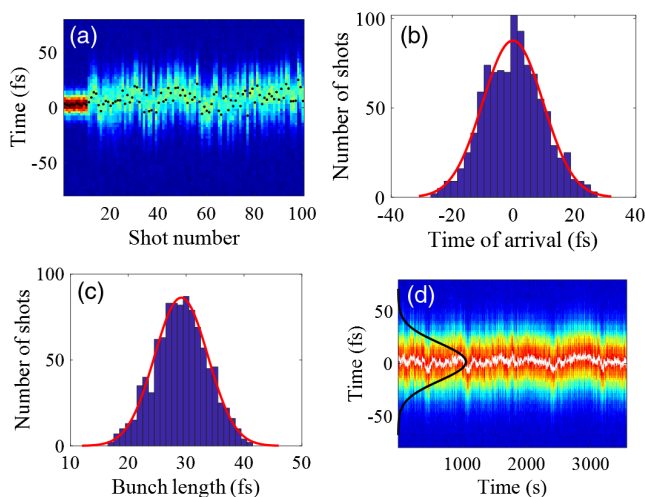 (a)
Time (fs)
50
0
-50
20
40
60
80
100
Shot number
(b)
Number of shots
100
50
0
-40
-20
0
20
40
Time of arrival (fs)
(c)
Number of shots
100
50
0
10
20
30
40
50
Bunch length (fs)
(d)
Time (fs)
50
0
-50
1000
2000
3000
Time (s)